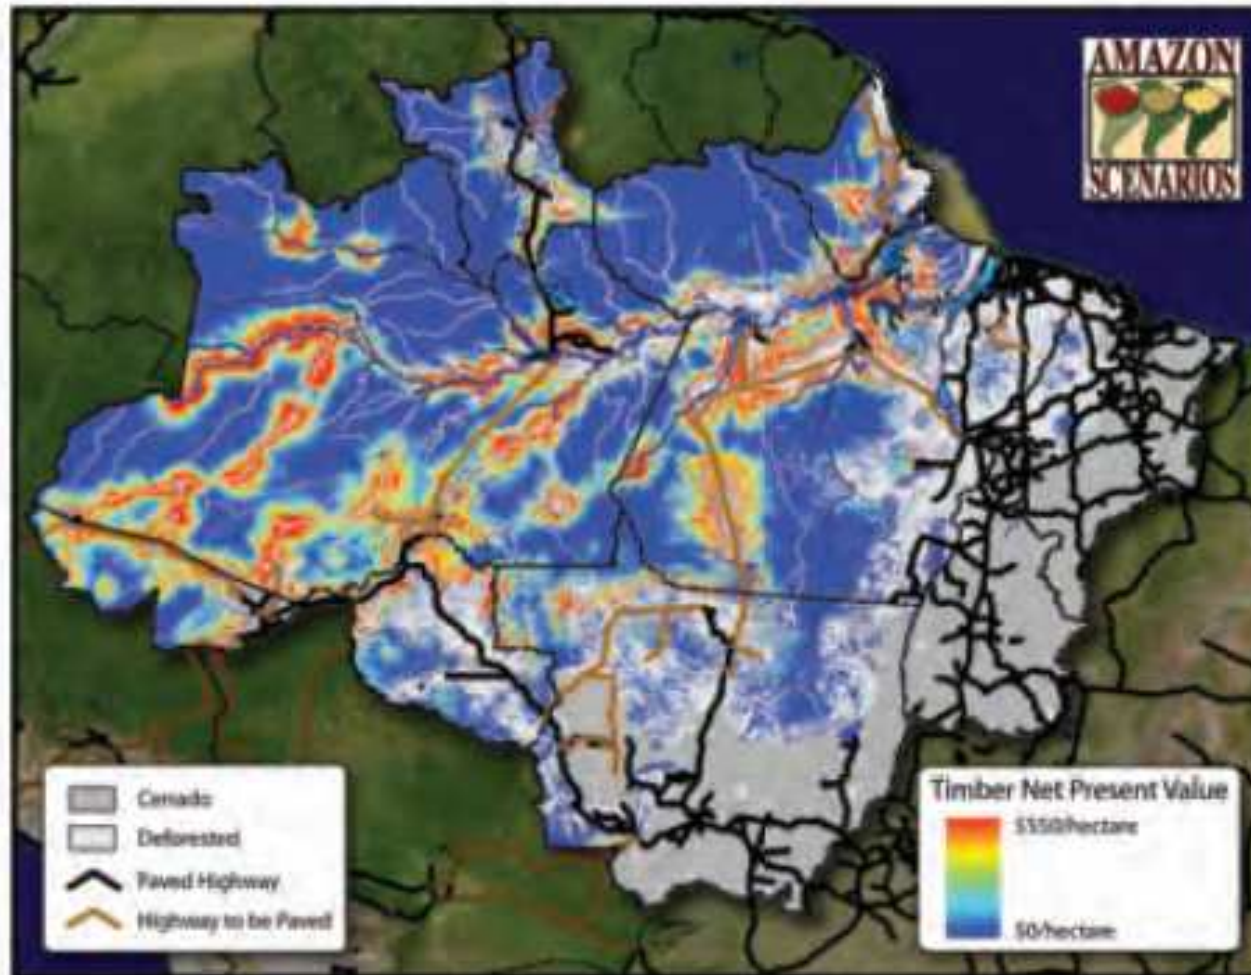 AMAZON
SCENARIOS
Cerrado
Deforested
Paved Highway
Highway to be Paved
Timber Net Present Value
$550/hectare
$0/hectare